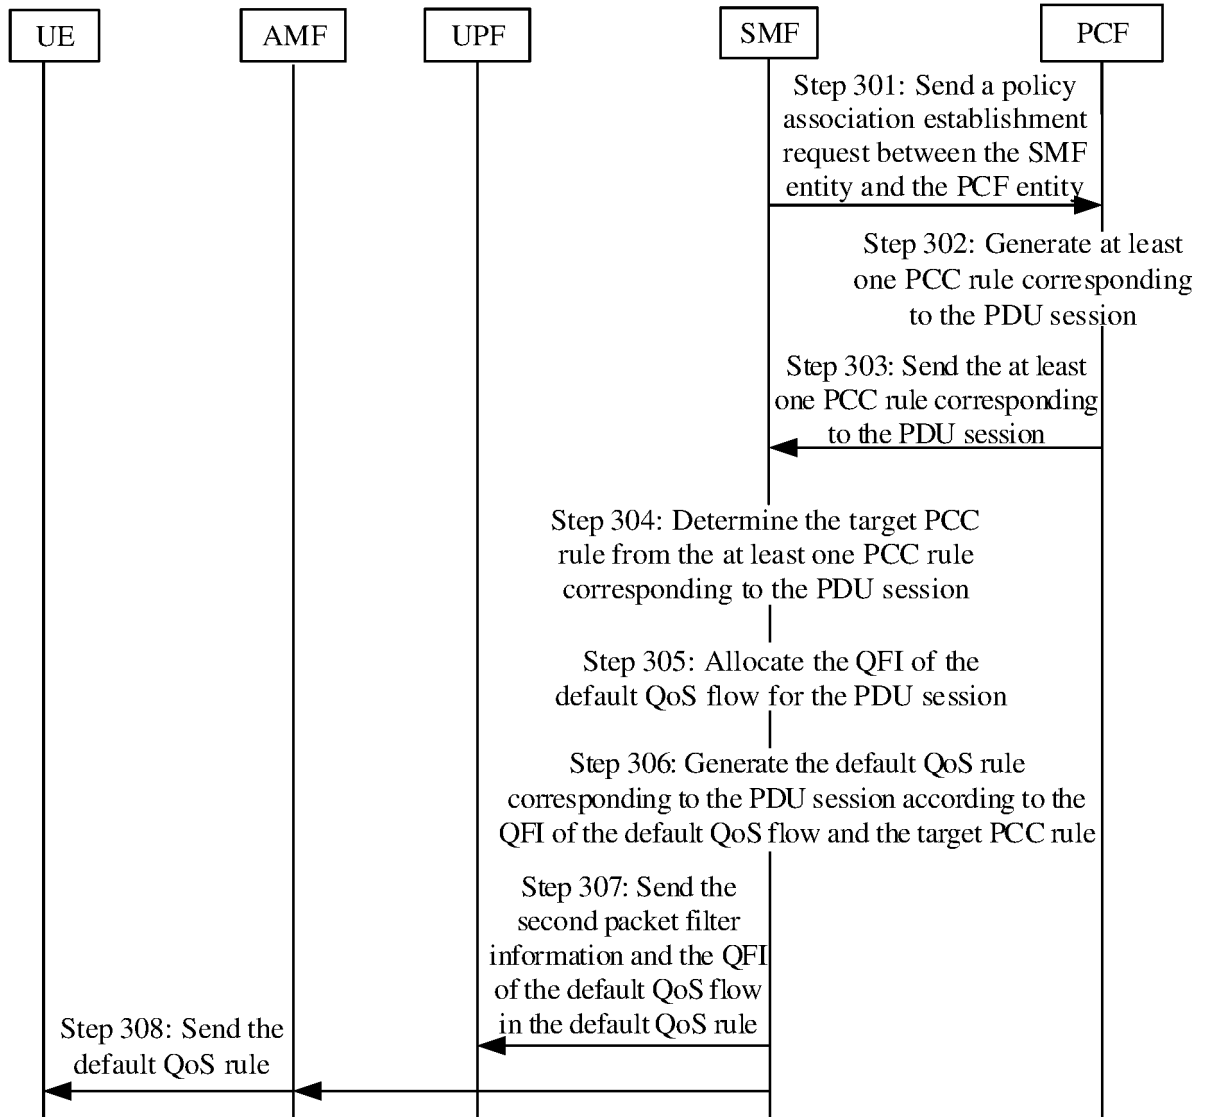 UE
AMF
UPF
SMF
PCF
Step 301: Send a policy
association establishment
request between the SMF
entity and the PCF entity
Step 302: Generate at least
one PCC rule corresponding
to the PDU session
Step 303: Send the at least
one PCC rule corresponding
to the PDU session
Step 304: Determine the target PCC
rule from the at least one PCC rule
corresponding to the PDU session
Step 305: Allocate the QFI of the
default QoS flow for the PDU session
Step 306: Generate the default QoS rule
corresponding to the PDU session according to the
QFI of the default QoS flow and the target PCC rule
Step 307: Send the
second packet filter
information and the QFI
of the default QoS flow
in the default QoS rule
Step 308: Send the
default QoS rule